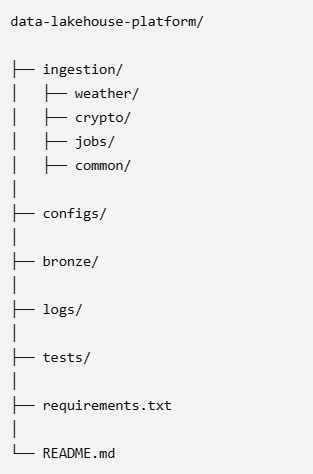 data-lakehouse-platform/
├── ingestion/
│   ├── weather/
│   ├── crypto/
│   ├── jobs/
│   ├── common/
│
├── configs/
│
├── bronze/
│
├── logs/
│
├── tests/
│
├── requirements.txt
│
└── README.md